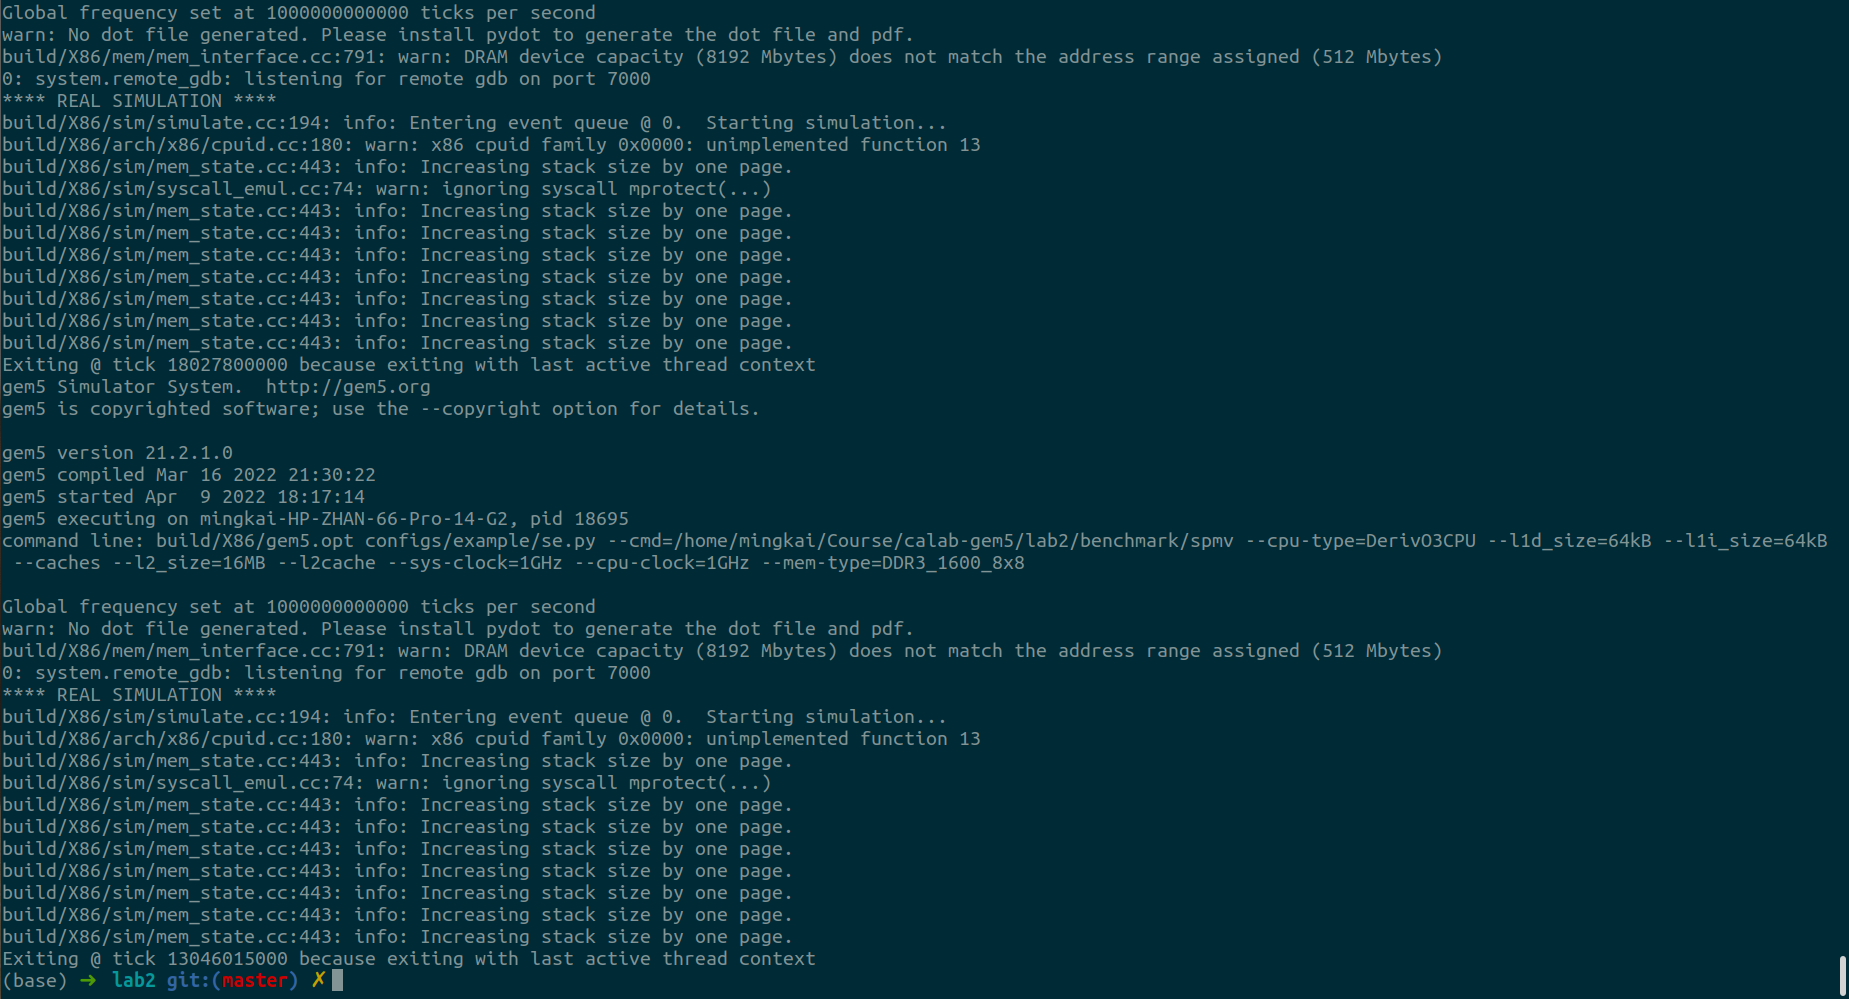 Global frequency set at 1000000000000 ticks per second
warn: No dot file generated. Please install pydot to generate the dot file and pdf.
build/X86/mem/mem_interface.cc:791: warn: DRAM device capacity (8192 Mbytes) does not match the address range assigned (512 Mbytes)
0: system.remote_gdb: listening for remote gdb on port 7000
**** REAL SIMULATION ****
build/X86/sim/simulate.cc:194: info: Entering event queue @ 0.  Starting simulation...
build/X86/arch/x86/cpuid.cc:180: warn: x86 cpuid family 0x0000: unimplemented function 13
build/X86/sim/mem_state.cc:443: info: Increasing stack size by one page.
build/X86/sim/syscall_emul.cc:74: warn: ignoring syscall mprotect(...)
build/X86/sim/mem_state.cc:443: info: Increasing stack size by one page.
build/X86/sim/mem_state.cc:443: info: Increasing stack size by one page.
build/X86/sim/mem_state.cc:443: info: Increasing stack size by one page.
build/X86/sim/mem_state.cc:443: info: Increasing stack size by one page.
build/X86/sim/mem_state.cc:443: info: Increasing stack size by one page.
build/X86/sim/mem_state.cc:443: info: Increasing stack size by one page.
build/X86/sim/mem_state.cc:443: info: Increasing stack size by one page.
Exiting @ tick 18027800000 because exiting with last active thread context
gem5 Simulator System.  http://gem5.org
gem5 is copyrighted software; use the --copyright option for details.

gem5 version 21.2.1.0
gem5 compiled Mar 16 2022 21:30:22
gem5 started Apr  9 2022 18:17:14
gem5 executing on mingkai-HP-ZHAN-66-Pro-14-G2, pid 18695
command line: build/X86/gem5.opt configs/example/se.py --cmd=/home/mingkai/Course/calab-gem5/lab2/benchmark/spmv --cpu-type=DerivO3CPU --l1d_size=64kB --l1i_size=64kB
 --caches --l2_size=16MB --l2cache --sys-clock=1GHz --cpu-clock=1GHz --mem-type=DDR3_1600_8x8

Global frequency set at 1000000000000 ticks per second
warn: No dot file generated. Please install pydot to generate the dot file and pdf.
build/X86/mem/mem_interface.cc:791: warn: DRAM device capacity (8192 Mbytes) does not match the address range assigned (512 Mbytes)
0: system.remote_gdb: listening for remote gdb on port 7000
**** REAL SIMULATION ****
build/X86/sim/simulate.cc:194: info: Entering event queue @ 0.  Starting simulation...
build/X86/arch/x86/cpuid.cc:180: warn: x86 cpuid family 0x0000: unimplemented function 13
build/X86/sim/mem_state.cc:443: info: Increasing stack size by one page.
build/X86/sim/syscall_emul.cc:74: warn: ignoring syscall mprotect(...)
build/X86/sim/mem_state.cc:443: info: Increasing stack size by one page.
build/X86/sim/mem_state.cc:443: info: Increasing stack size by one page.
build/X86/sim/mem_state.cc:443: info: Increasing stack size by one page.
build/X86/sim/mem_state.cc:443: info: Increasing stack size by one page.
build/X86/sim/mem_state.cc:443: info: Increasing stack size by one page.
build/X86/sim/mem_state.cc:443: info: Increasing stack size by one page.
build/X86/sim/mem_state.cc:443: info: Increasing stack size by one page.
Exiting @ tick 13046015000 because exiting with last active thread context
(base) ➜  lab2 git:(master) ✗